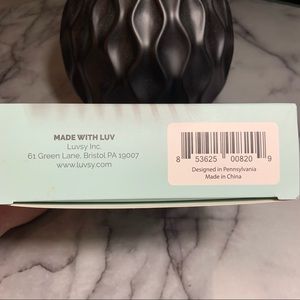 MADE WITH LUV
Luvsy Inc.
61 Green Lane, Bristol PA 19007
www.luvsy.com
8 53625 00820 9
Designed in Pennsylvania
Made in China